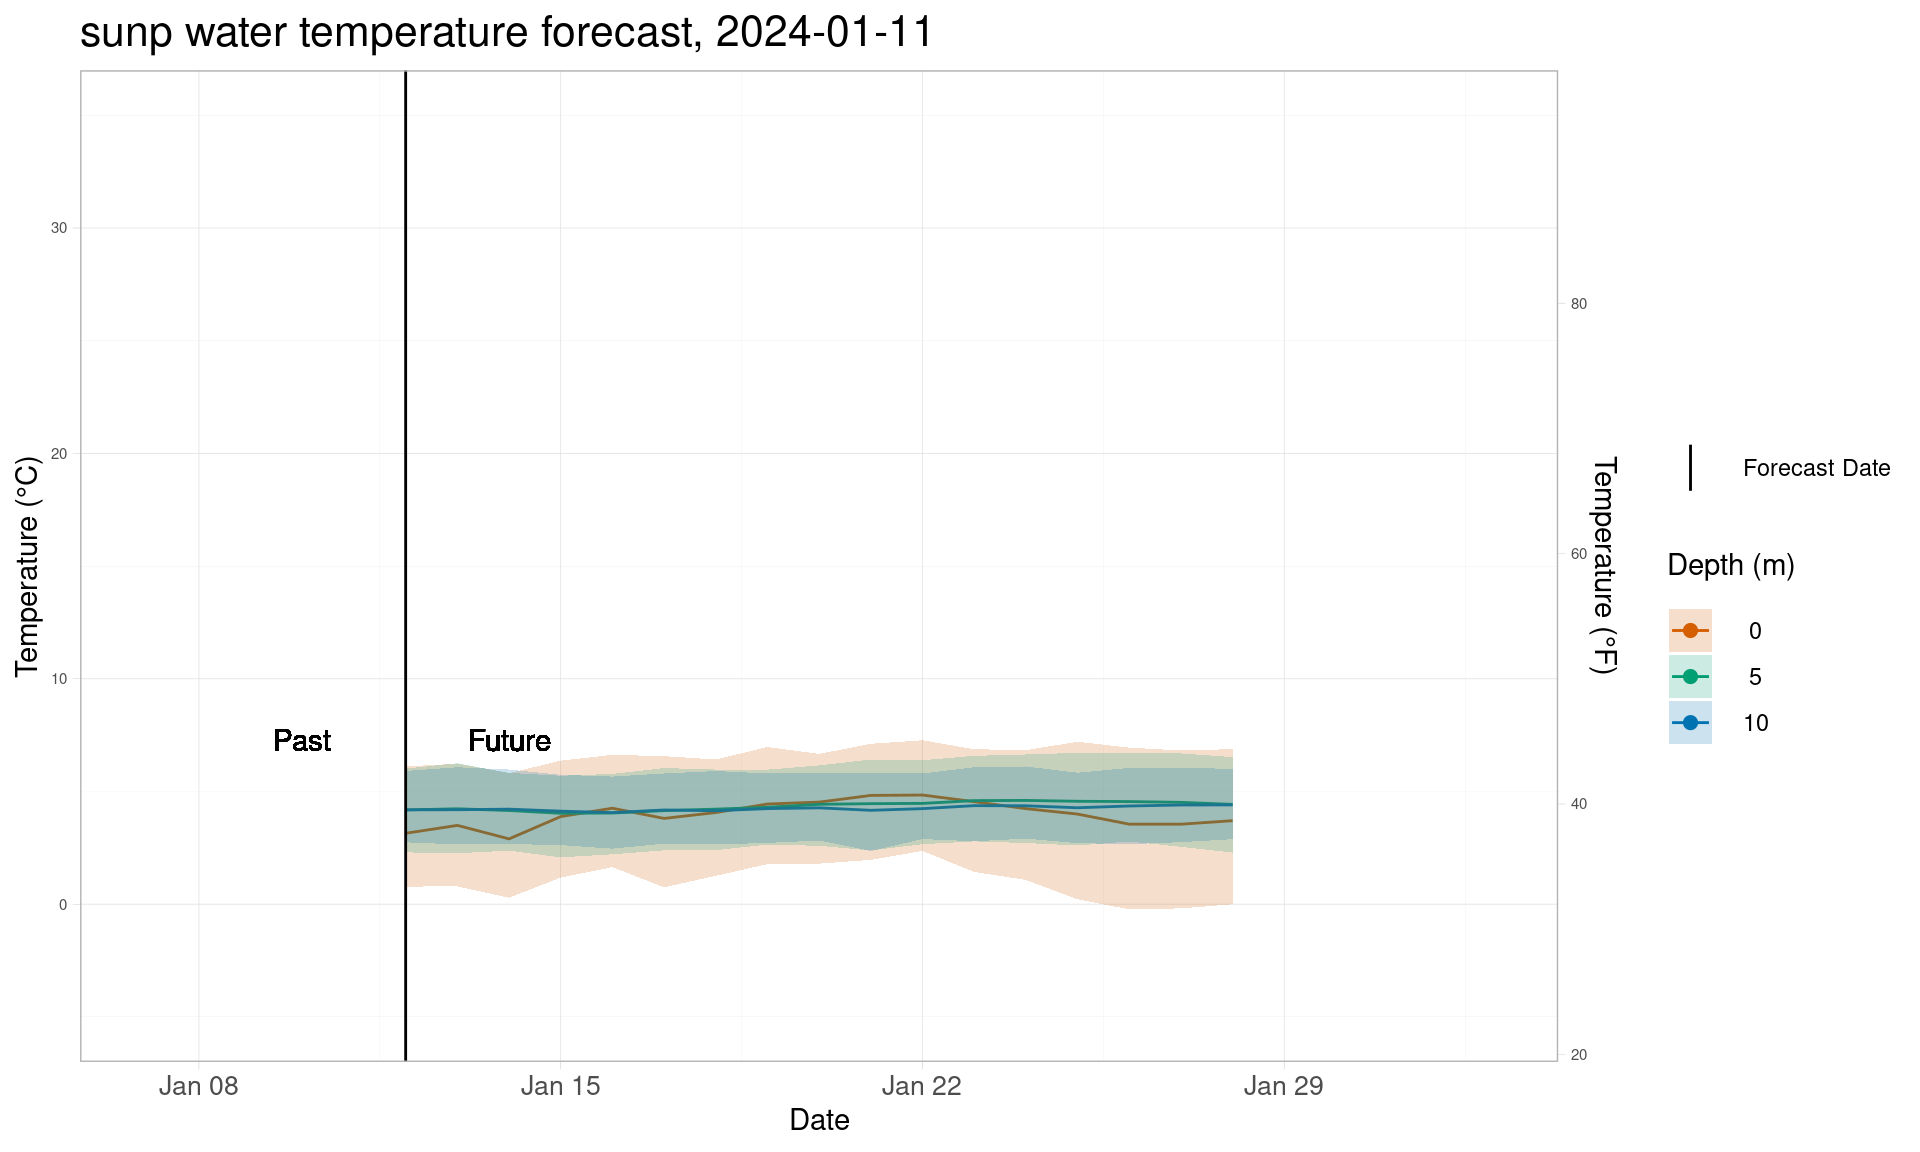 sunp water temperature forecast, 2024-01-11
Temperature (°C)
30
20
10
0
Past
Future
80
60
40
20
Temperature (°F)
Jan 08
Jan 15
Jan 22
Jan 29
Date
Forecast Date
Depth (m)
0
5
10